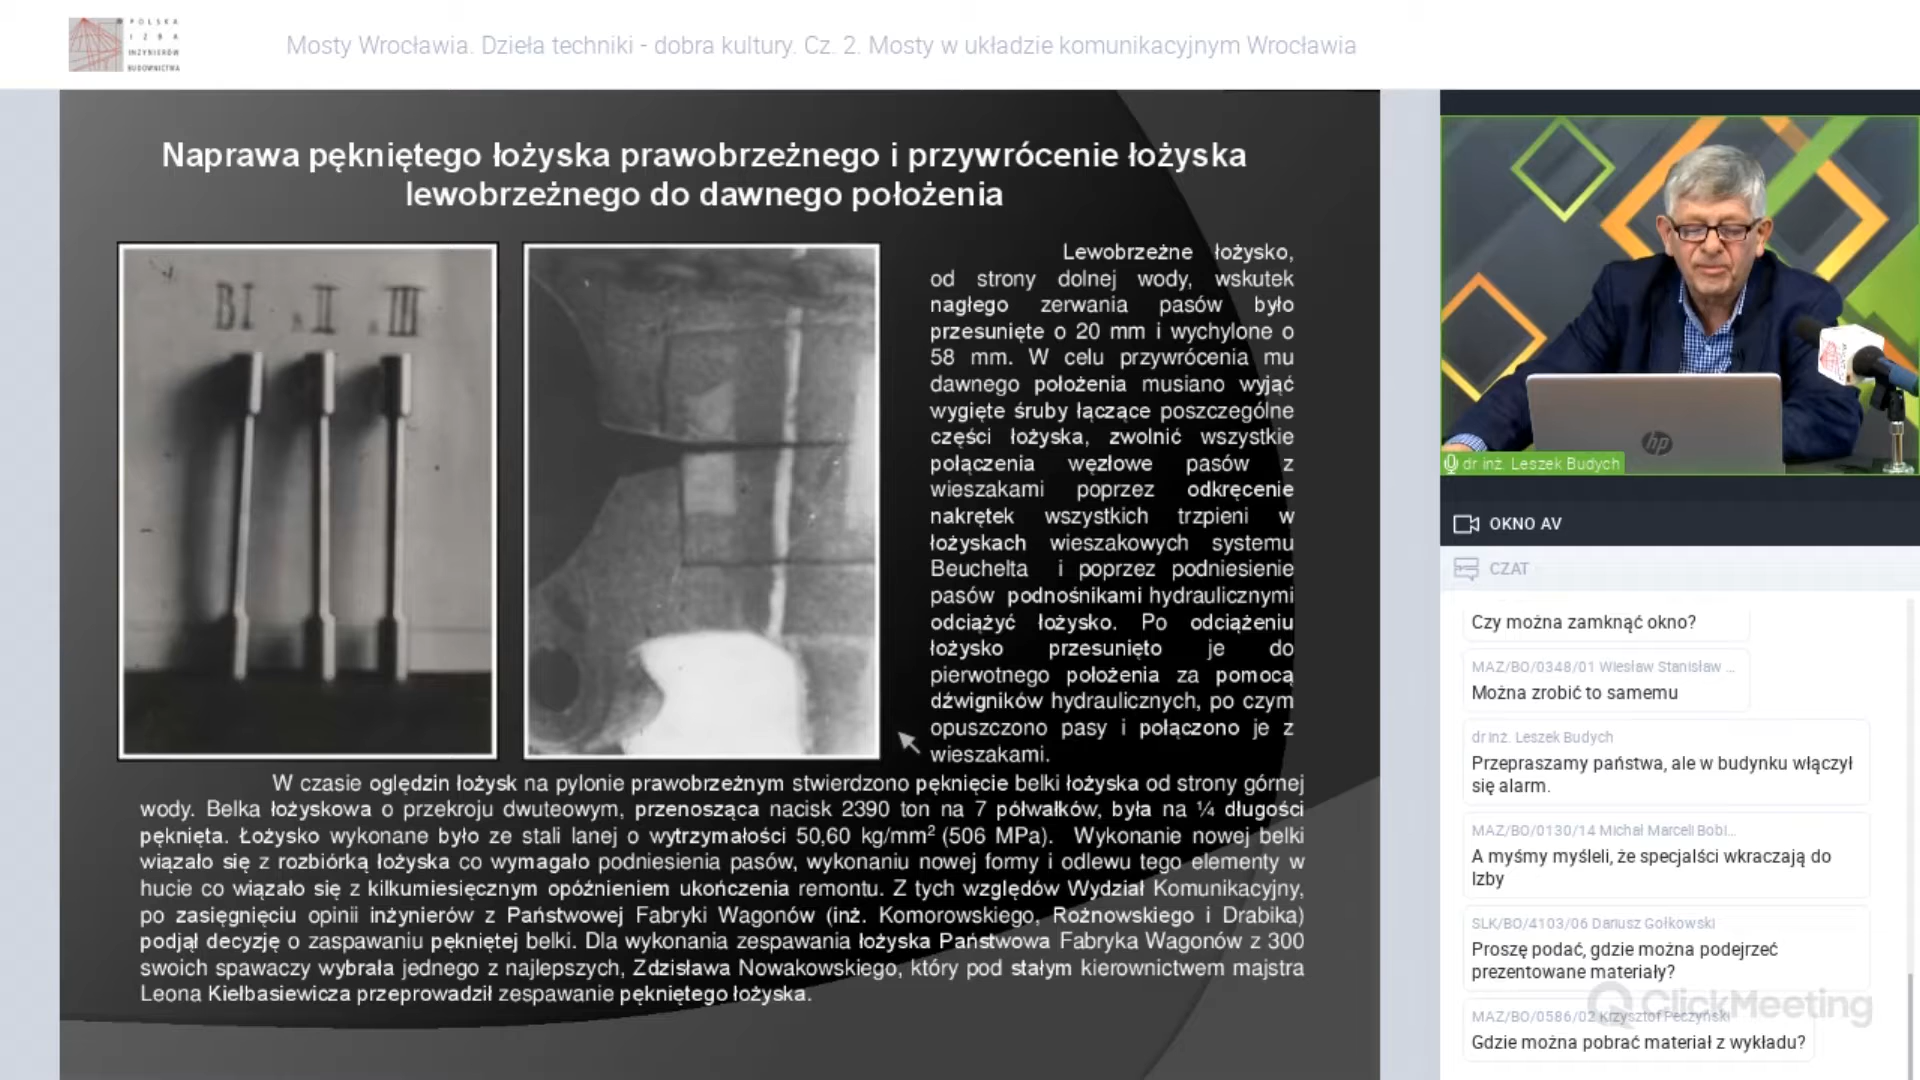 POLSKA
IZBA
INŻYNIERÓW
BUDOWNICTWA
Mosty Wrocławia. Dzieła techniki - dobra kultury. Cz. 2. Mosty w układzie komunikacyjnym Wrocławia
Naprawa pękniętego łożyska prawobrzeżnego i przywrócenie łożyska
lewobrzeżnego do dawnego położenia
BI II III
Lewobrzeżne łożysko,
od strony dolnej wody, wskutek
nagłego zerwania pasów było
przesunięte o 20 mm i wychylone o
58 mm. W celu przywrócenia mu
dawnego położenia musiano wyjąć
wygięte śruby łączące poszczególne
części łożyska, zwolnić wszystkie
połączenia węzłowe pasów z
wieszakami poprzez odkręcenie
nakrętek wszystkich trzpieni w
łożyskach wieszakowych systemu
Beuchelta i poprzez podniesienie
pasów podnośnikami hydraulicznymi
odciążyć łożysko. Po odciążeniu
łożysko przesunięto je do
pierwotnego położenia za pomocą
dźwigników hydraulicznych, po czym
opuszczono pasy i połączono je z
wieszakami.
W czasie oględzin łożysk na pylonie prawobrzeżnym stwierdzono pęknięcie belki łożyska od strony górnej
wody. Belka łożyskowa o przekroju dwuteowym, przenosząca nacisk 2390 ton na 7 półwałków, była na ¼ długości
pęknięta. Łożysko wykonane było ze stali lanej o wytrzymałości 50,60 kg/mm² (506 MPa). Wykonanie nowej belki
wiązało się z rozbiórką łożyska co wymagało podniesienia pasów, wykonaniu nowej formy i odlewu tego elementy w
hucie co wiązało się z kilkumiesięcznym opóźnieniem ukończenia remontu. Z tych względów Wydział Komunikacyjny,
po zasięgnięciu opinii inżynierów z Państwowej Fabryki Wagonów (inż. Komorowskiego, Rożnowskiego i Drabika)
podjął decyzję o zaspawaniu pękniętej belki. Dla wykonania zespawania łożyska Państwowa Fabryka Wagonów z 300
swoich spawaczy wybrała jednego z najlepszych, Zdzisława Nowakowskiego, który pod stałym kierownictwem majstra
Leona Kiełbasiewicza przeprowadził zespawanie pękniętego łożyska.
hp
dr inż. Leszek Budych
OKNO AV
CZAT
Czy można zamknąć okno?
MAZ/BO/0348/01 Wiesław Stanisław ...
Można zrobić to samemu
dr inż. Leszek Budych
Przepraszamy państwa, ale w budynku włączył
się alarm.
MAZ/BO/0130/14 Michał Marceli Bobi...
A myśmy myśleli, że specjalści wkraczają do
Izby
SLK/BO/4103/06 Dariusz Gołkowski
Proszę podać, gdzie można podejrzeć
prezentowane materiały?
MAZ/BO/0586/02 Krzysztof Peczyński
Gdzie można pobrać materiał z wykładu?
ClickMeeting